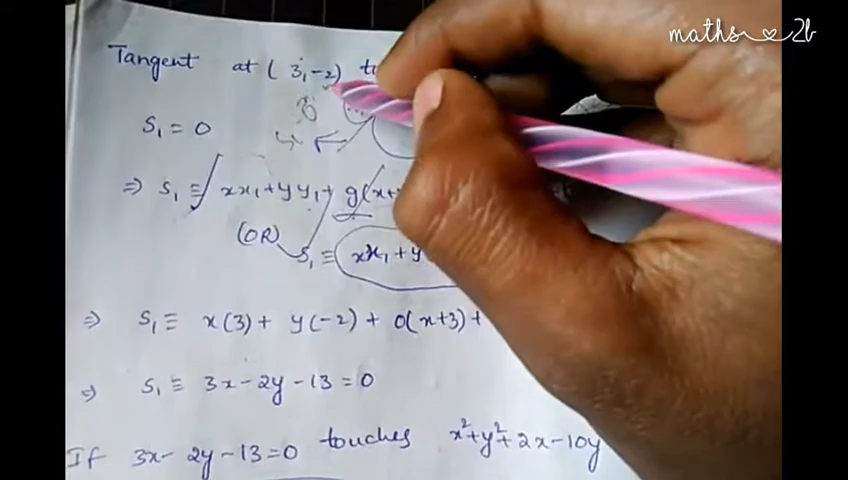 maths 2b
Tangent at (3,-2)
S₁ = 0
⇒ S₁ ≡ xx₁ + yy₁ + g(x+
(OR) S₁ ≡ xx₁ + y
⇒ S₁ ≡ x(3) + y(-2) + 0(x+3) +
⇒ S₁ ≡ 3x - 2y - 13 = 0
If 3x - 2y - 13 = 0 touches x² + y² + 2x - 10y